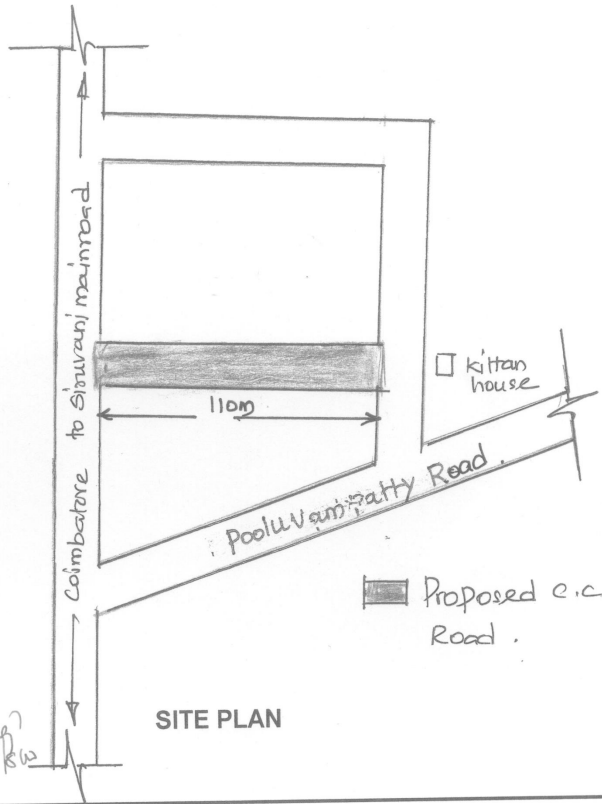 Coimbatore to Siruvani mainroad
110m
kittan
house
Pooluvampatty Road.
Proposed c.c
Road.
SITE PLAN